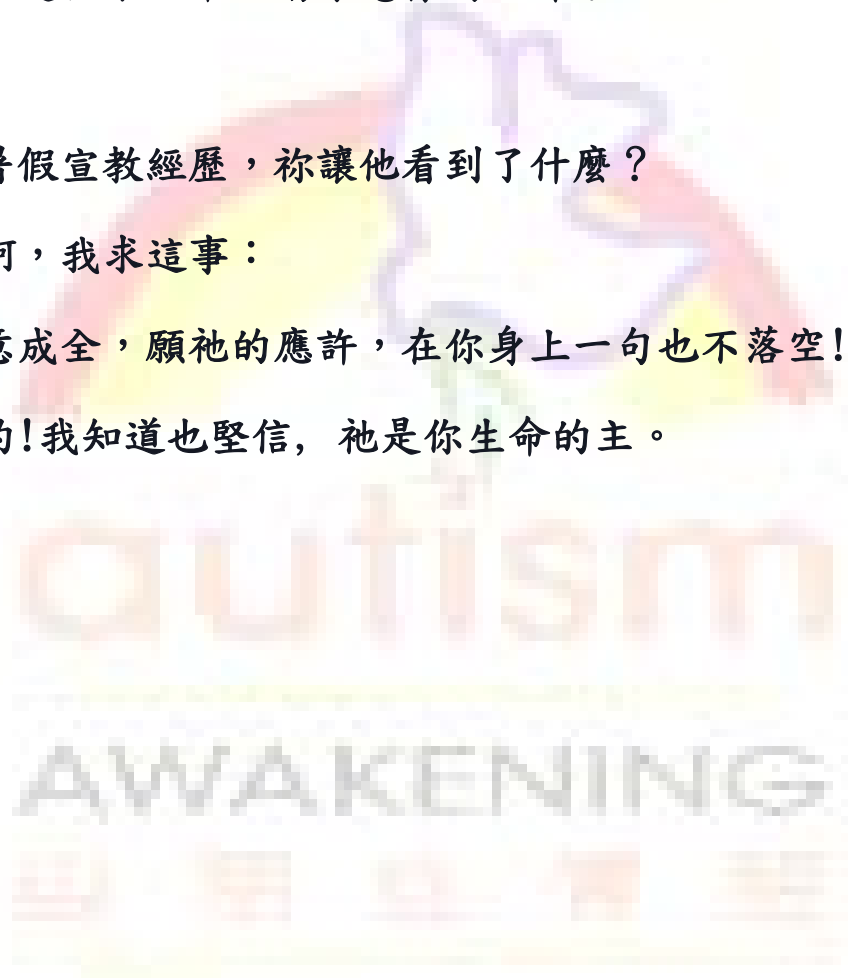 暑假宣教經歷，祢讓他看到了什麼？
何，我求這事：
意成全，願祂的應許，在你身上一句也不落空!
的!我知道也堅信, 祂是你生命的主。
autism
AWAKENING